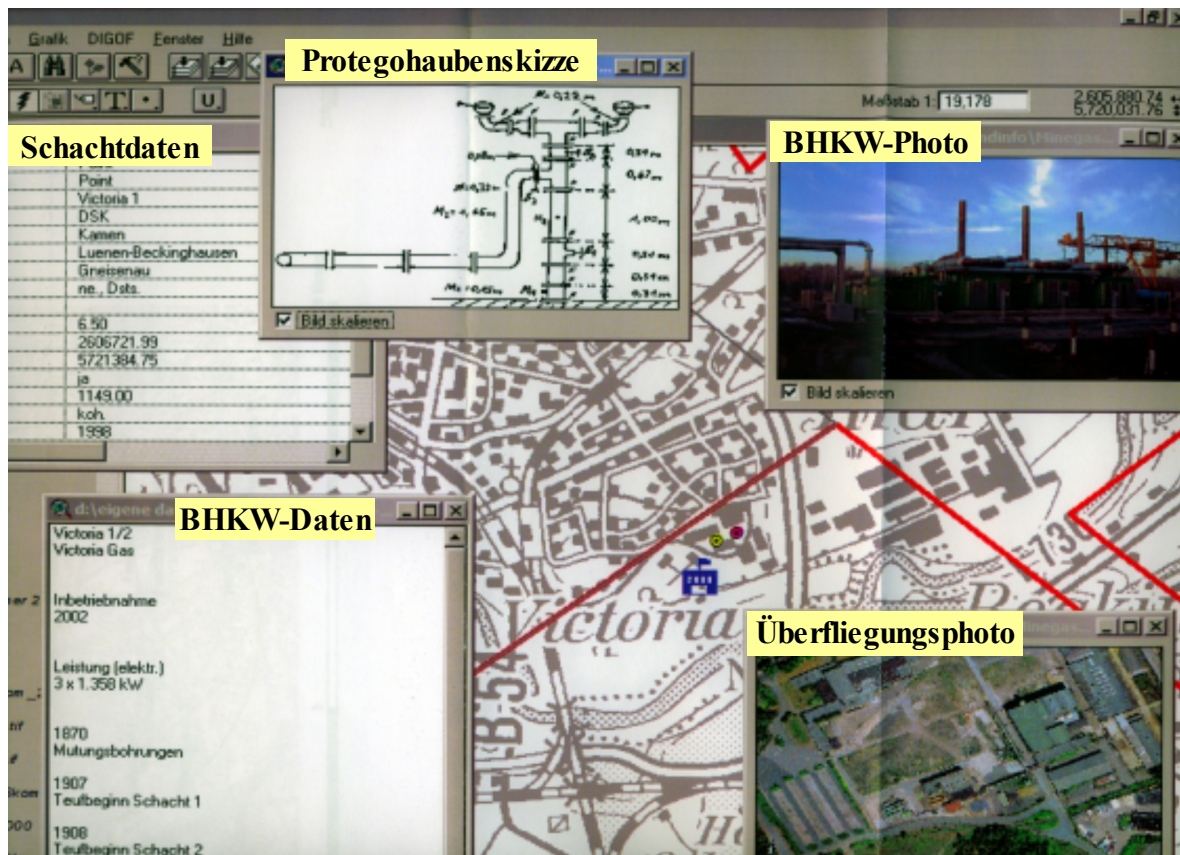 Grafik DIGOF Fenster Hilfe
Protegohaubenskizze
Maßstab 1: 19,178
2.605.880.74
5,720,031.76
Schachtdaten
BHKW-Photo
Point
Victoria 1
DSK
Kamen
Luenen-Beckinghausen
Gneisenau
ne., Dsts.
6.50
2606721.99
5721384.75
ja
1149.00
koh.
1998
Bild skalieren
Bild skalieren
d:\eigene da
BHKW-Daten
Victoria 1/2
Victoria Gas
Inbetriebnahme
2002
Leistung (elektr.)
3 x 1.358 kW
1870
Mutungsbohrungen
1907
Teufbeginn Schacht 1
1908
Teufbeginn Schacht 2
Victoria
B-54
Überfliegungsphoto